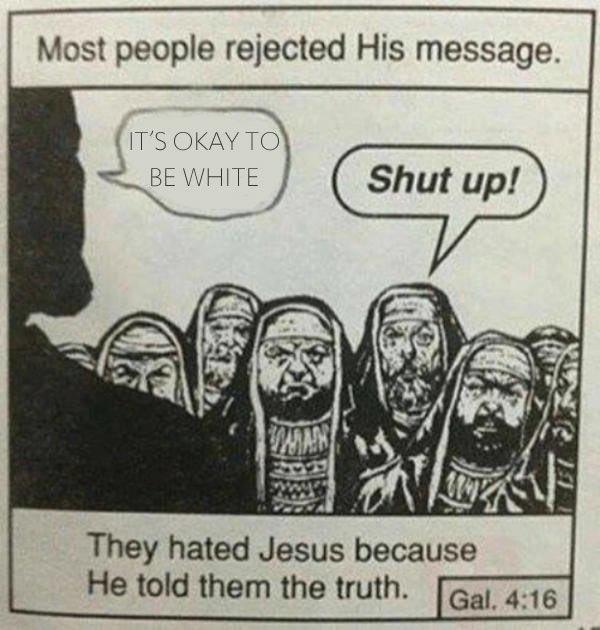 Most people rejected His message.
IT'S OKAY TO
BE WHITE
Shut up!
They hated Jesus because
He told them the truth.
Gal. 4:16